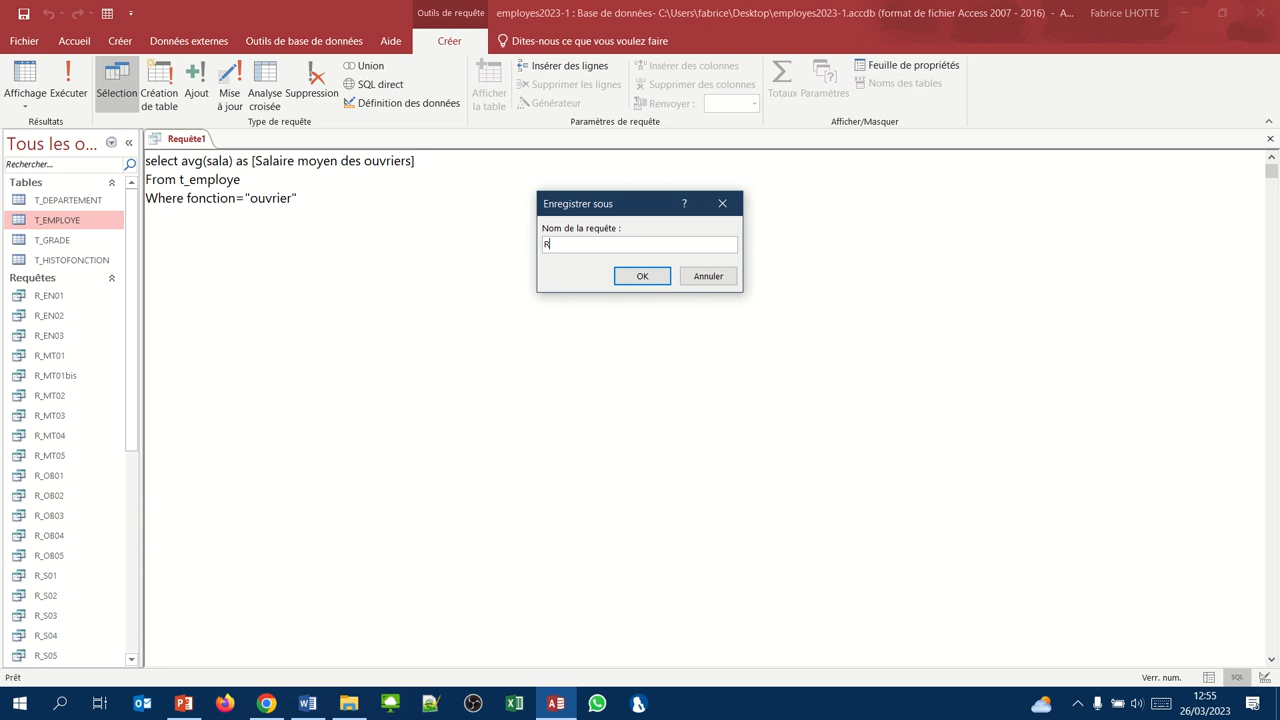 Outils de requête
employes2023-1 : Base de données- C:\Users\fabrice\Desktop\employes2023-1.accdb (format de fichier Access 2007 - 2016) - A...
Fabrice LHOTTE
Fichier
Accueil
Créer
Données externes
Outils de base de données
Aide
Créer
Dites-nous ce que vous voulez faire
Affichage
Exécuter
Résultats
Sélection
Création de table
Ajout
Mise à jour
Analyse croisée
Suppression
Union
SQL direct
Définition des données
Type de requête
Afficher la table
Insérer des lignes
Supprimer les lignes
Générateur
Insérer des colonnes
Supprimer des colonnes
Renvoyer :
Paramètres de requête
Totaux
Paramètres
Feuille de propriétés
Noms des tables
Afficher/Masquer
Tous les o...
Rechercher...
Tables
T_DEPARTEMENT
T_EMPLOYE
T_GRADE
T_HISTOFONCTION
Requêtes
R_EN01
R_EN02
R_EN03
R_MT01
R_MT01bis
R_MT02
R_MT03
R_MT04
R_MT05
R_OB01
R_OB02
R_OB03
R_OB04
R_OB05
R_S01
R_S02
R_S03
R_S04
R_S05
Requête1
select avg(sala) as [Salaire moyen des ouvriers]
From t_employe
Where fonction="ouvrier"
Enregistrer sous
?
Nom de la requête :
R
OK
Annuler
Prêt
Verr. num.
SQL
12:55
26/03/2023